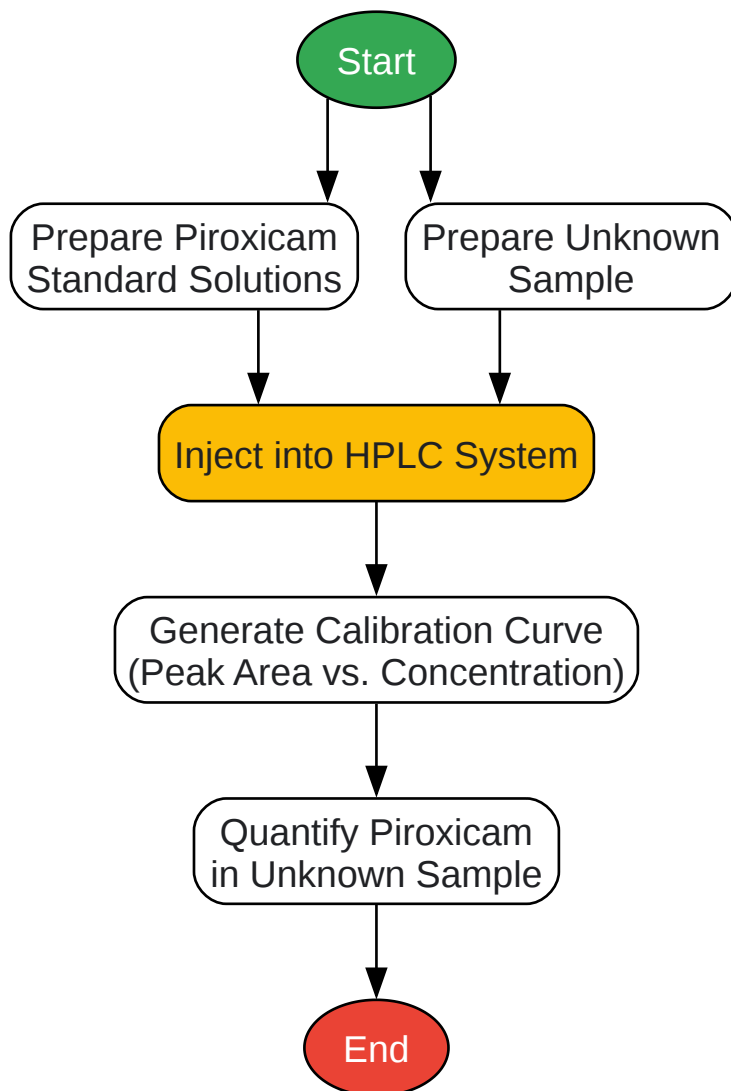 Start
Prepare Piroxicam
Standard Solutions
Prepare Unknown
Sample
Inject into HPLC System
Generate Calibration Curve
(Peak Area vs. Concentration)
Quantify Piroxicam
in Unknown Sample
End